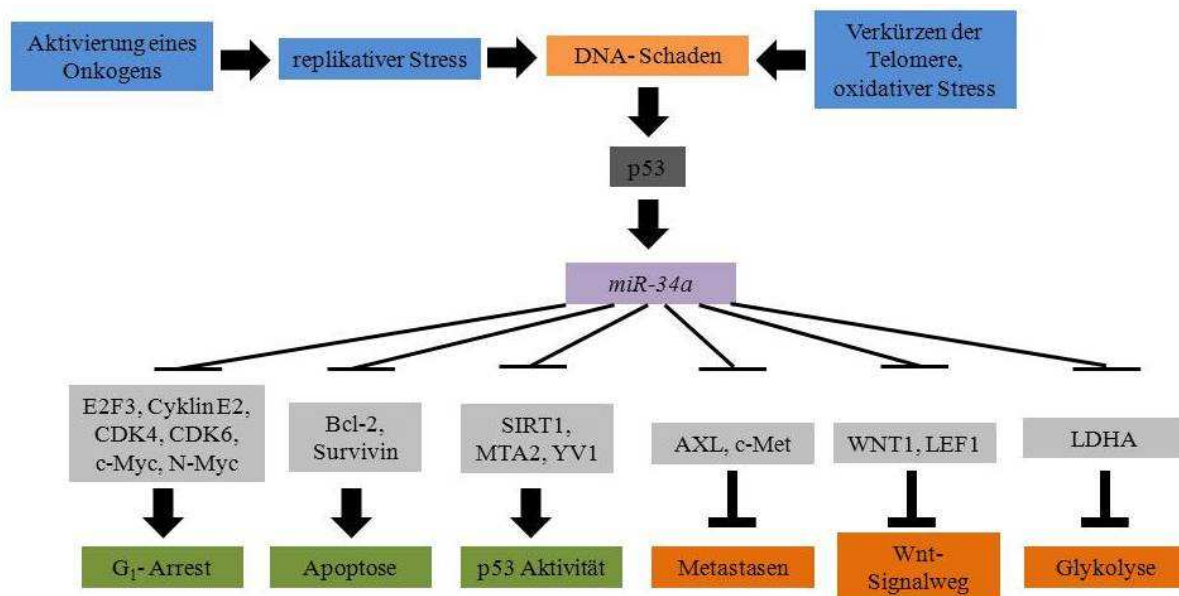 Aktivierung eines
Onkogens
replikativer Stress
DNA- Schaden
Verkürzen der
Telomere,
oxidativer Stress
p53
miR-34a
E2F3, Cyklin E2,
CDK4, CDK6,
c-Myc, N-Myc
Bcl-2,
Survivin
SIRT1,
MTA2, YV1
AXL, c-Met
WNT1, LEF1
LDHA
G₁- Arrest
Apoptose
p53 Aktivität
Metastasen
Wnt-
Signalweg
Glykolyse